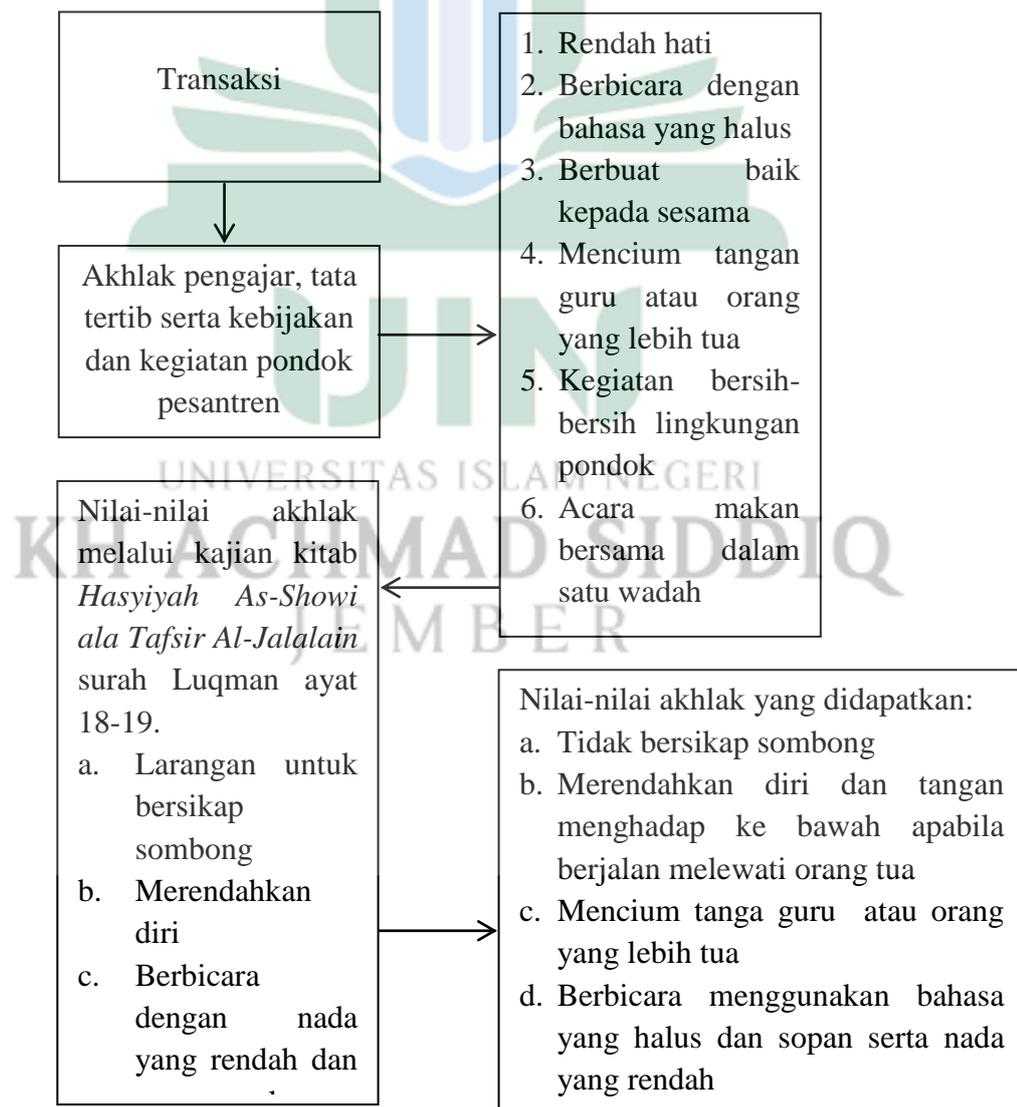 Transaksi
Akhlak pengajar, tata
tertib serta kebijakan
dan kegiatan pondok
pesantren
1. Rendah hati
2. Berbicara dengan
bahasa yang halus
3. Berbuat baik
kepada sesama
4. Mencium tangan
guru atau orang
yang lebih tua
5. Kegiatan bersih-
bersih lingkungan
pondok
6. Acara makan
bersama dalam
satu wadah
Nilai-nilai akhlak
melalui kajian kitab
Hasyiyah As-Showi
ala Tafsir Al-Jalalain
surah Luqman ayat
18-19.
a. Larangan untuk
bersikap
sombong
b. Merendahkan
diri
c. Berbicara
dengan nada
yang rendah dan
Nilai-nilai akhlak yang didapatkan:
a. Tidak bersikap sombong
b. Merendahkan diri dan tangan
menghadap ke bawah apabila
berjalan melewati orang tua
c. Mencium tanga guru atau orang
yang lebih tua
d. Berbicara menggunakan bahasa
yang halus dan sopan serta nada
yang rendah
UIN
UNIVERSITAS ISLAM NEGERI
KH ACHMAD SIDDIQ
JEMBER